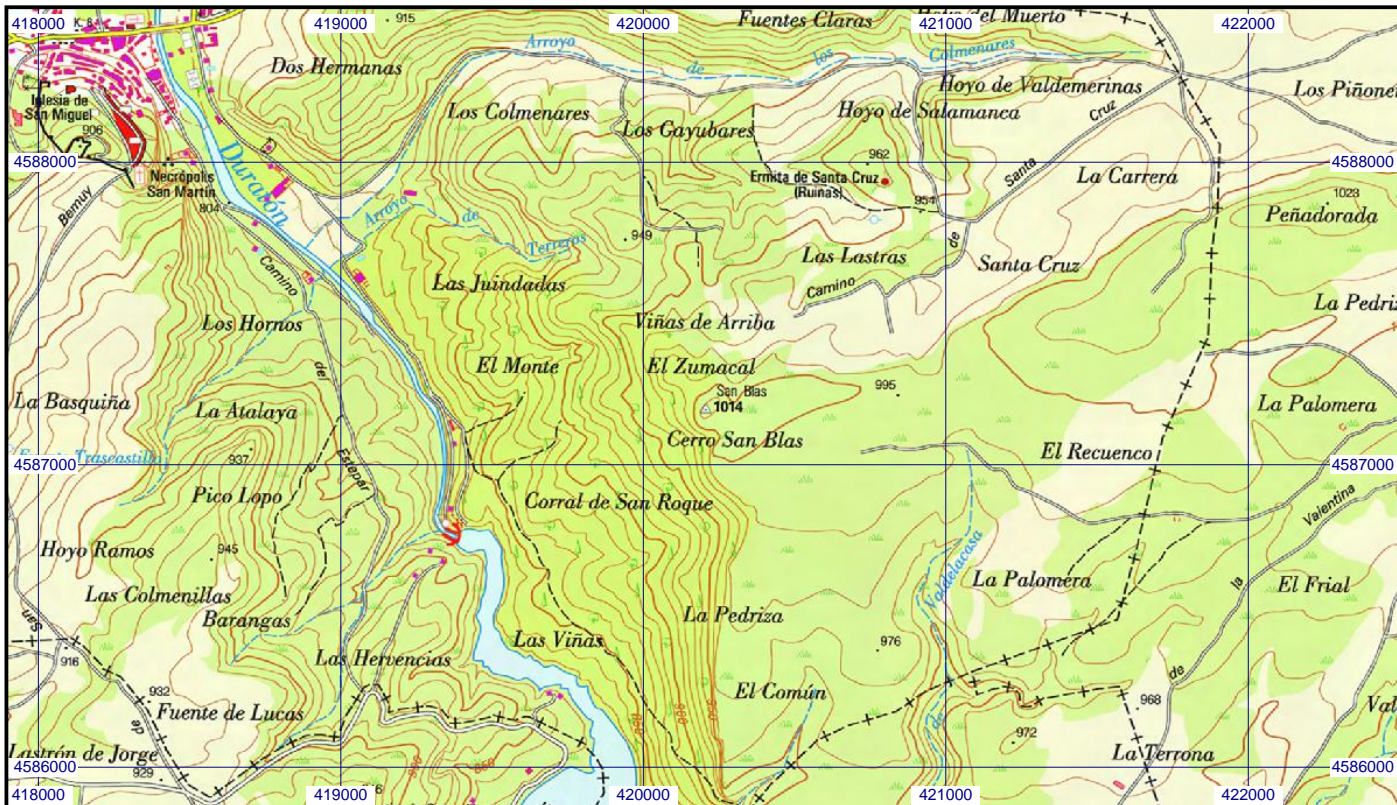 418000
419000
420000
421000
422000
K. 6
915
Fuentes Claras
Hoyo del Muerto
Dos Hermanas
Arroyo de los Colmenares
Hoyo de Valdemerinas
Los Piñone
Iglesia de
San Miguel
906
Los Colmenares
Los Gayubares
Hoyo de Salamanca
Cruz
Santa
4588000
4588000
Duratón
962
Necrópolis
San Martín
Ermita de Santa Cruz
(Ruinas)
La Carrera
804
954
1023
Peñadorada
Bernuy
Arroyo de Terreros
949
de
Camino
Las Lastras
Santa Cruz
Camino
Las Juindadas
La Pedriz
Los Hornos
Viñas de Arriba
del
El Monte
El Zumacal
995
La Basquiña
La Atalaya
San Blas
1014
La Palomera
Cerro San Blas
937
El Recuenco
4587000
4587000
Estepar
Pico Lopo
Corral de San Roque
Valentina
Hoyo Ramos
945
Valdelacasa
La Palomera
la
El Frial
Las Colmenillas
Barangas
San
La Pedriza
Las Viñas
976
916
Las Hervencias
932
El Común
de
968
Fuente de Lucas
de
de
Val
972
Lastrón de Jorge
La Terrona
929
4586000
4586000
418000
419000
420000
421000
422000